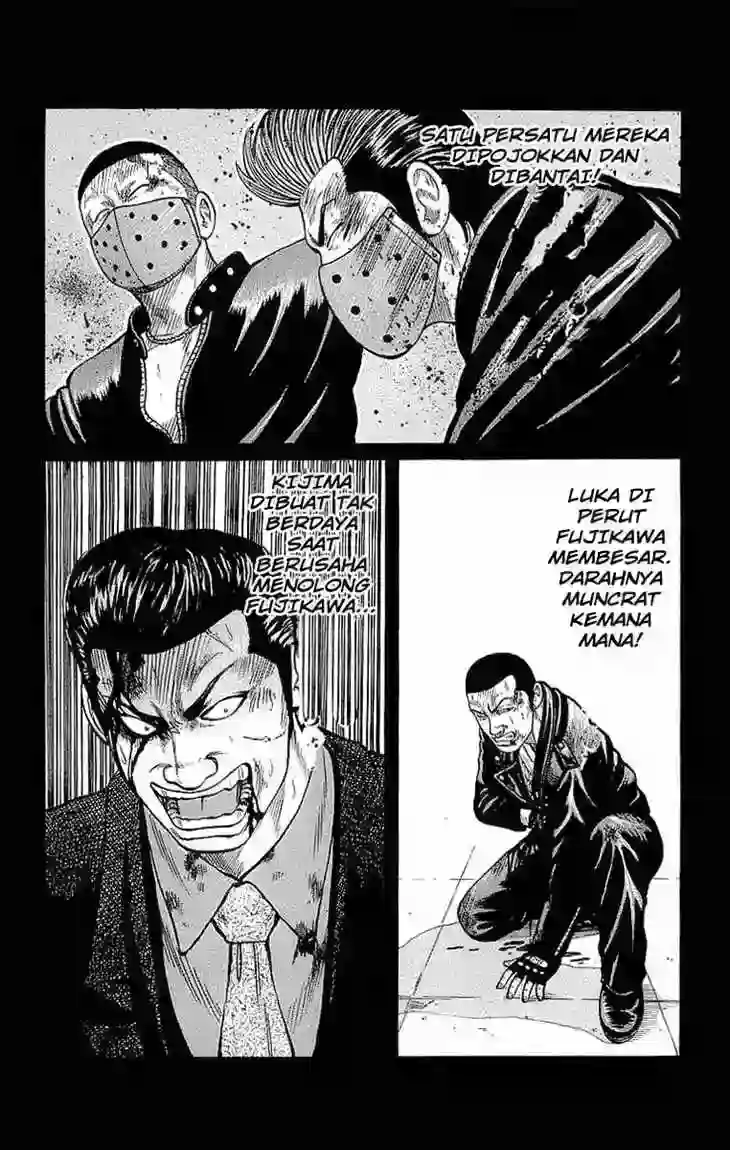 SATU PERSATU MEREKA
DIPOJOKKAN DAN
DIBANTAI!
KIJIMA
DIBUAT TAK
BERDAYA
SAAT
BERUSAHA
MENOLONG
FUJIKAWA...
LUKA DI
PERUT
FUJIKAWA
MEMBESAR.
DARAHNYA
MUNCRAT
KEMANA
MANA!